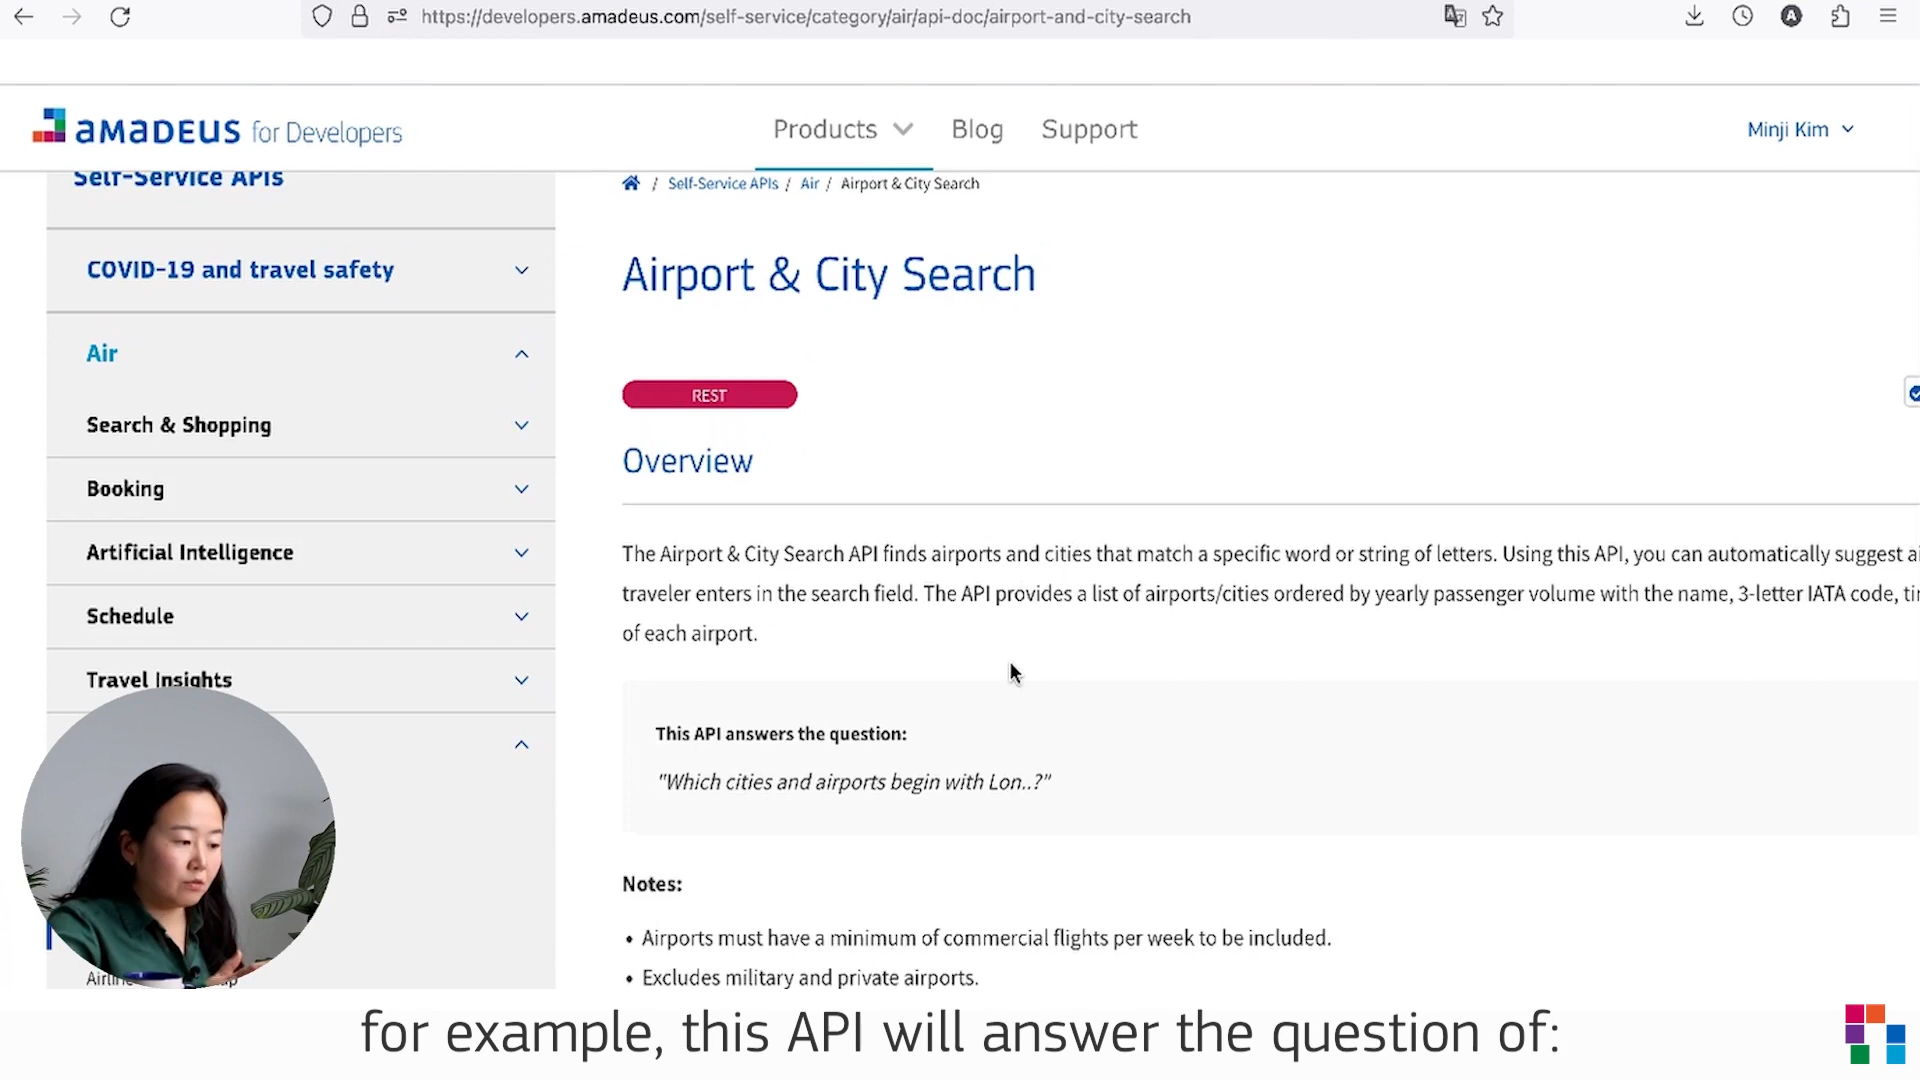 https://developers.amadeus.com/self-service/category/air/api-doc/airport-and-city-search
A
amadeus for Developers
Products
Blog
Support
Minji Kim
Self-Service APIs
/ Self-Service APIs / Air / Airport & City Search
COVID-19 and travel safety
Airport & City Search
Air
REST
Search & Shopping
Overview
Booking
Artificial Intelligence
The Airport & City Search API finds airports and cities that match a specific word or string of letters. Using this API, you can automatically suggest
traveler enters in the search field. The API provides a list of airports/cities ordered by yearly passenger volume with the name, 3-letter IATA code,
of each airport.
Schedule
Travel Insights
This API answers the question:
"Which cities and airports begin with Lon..?"
Notes:
• Airports must have a minimum of commercial flights per week to be included.
• Excludes military and private airports.
for example, this API will answer the question of: